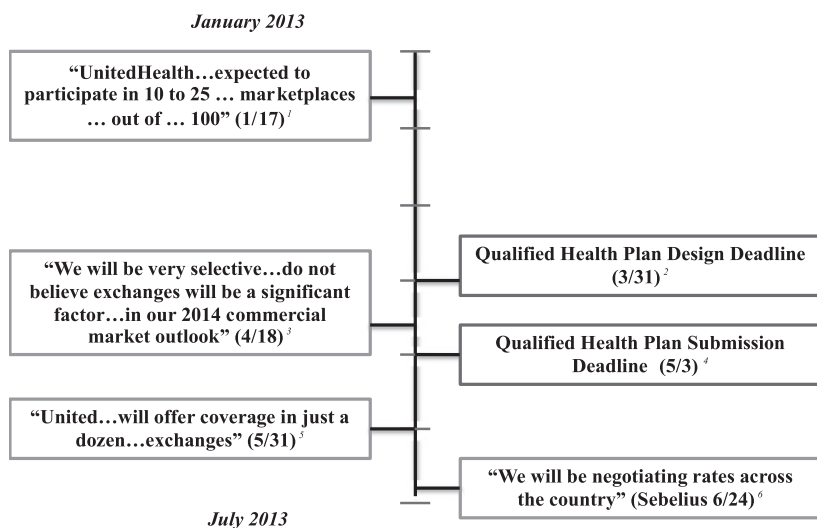 January 2013
“UnitedHealth…expected to
participate in 10 to 25 … marketplaces
… out of … 100” (1/17) 1
Qualified Health Plan Design Deadline
(3/31) 2
“We will be very selective…do not
believe exchanges will be a significant
factor…in our 2014 commercial
market outlook” (4/18) 3
Qualified Health Plan Submission
Deadline (5/3) 4
“United…will offer coverage in just a
dozen…exchanges” (5/31) 5
“We will be negotiating rates across
the country” (Sebelius 6/24) 6
July 2013